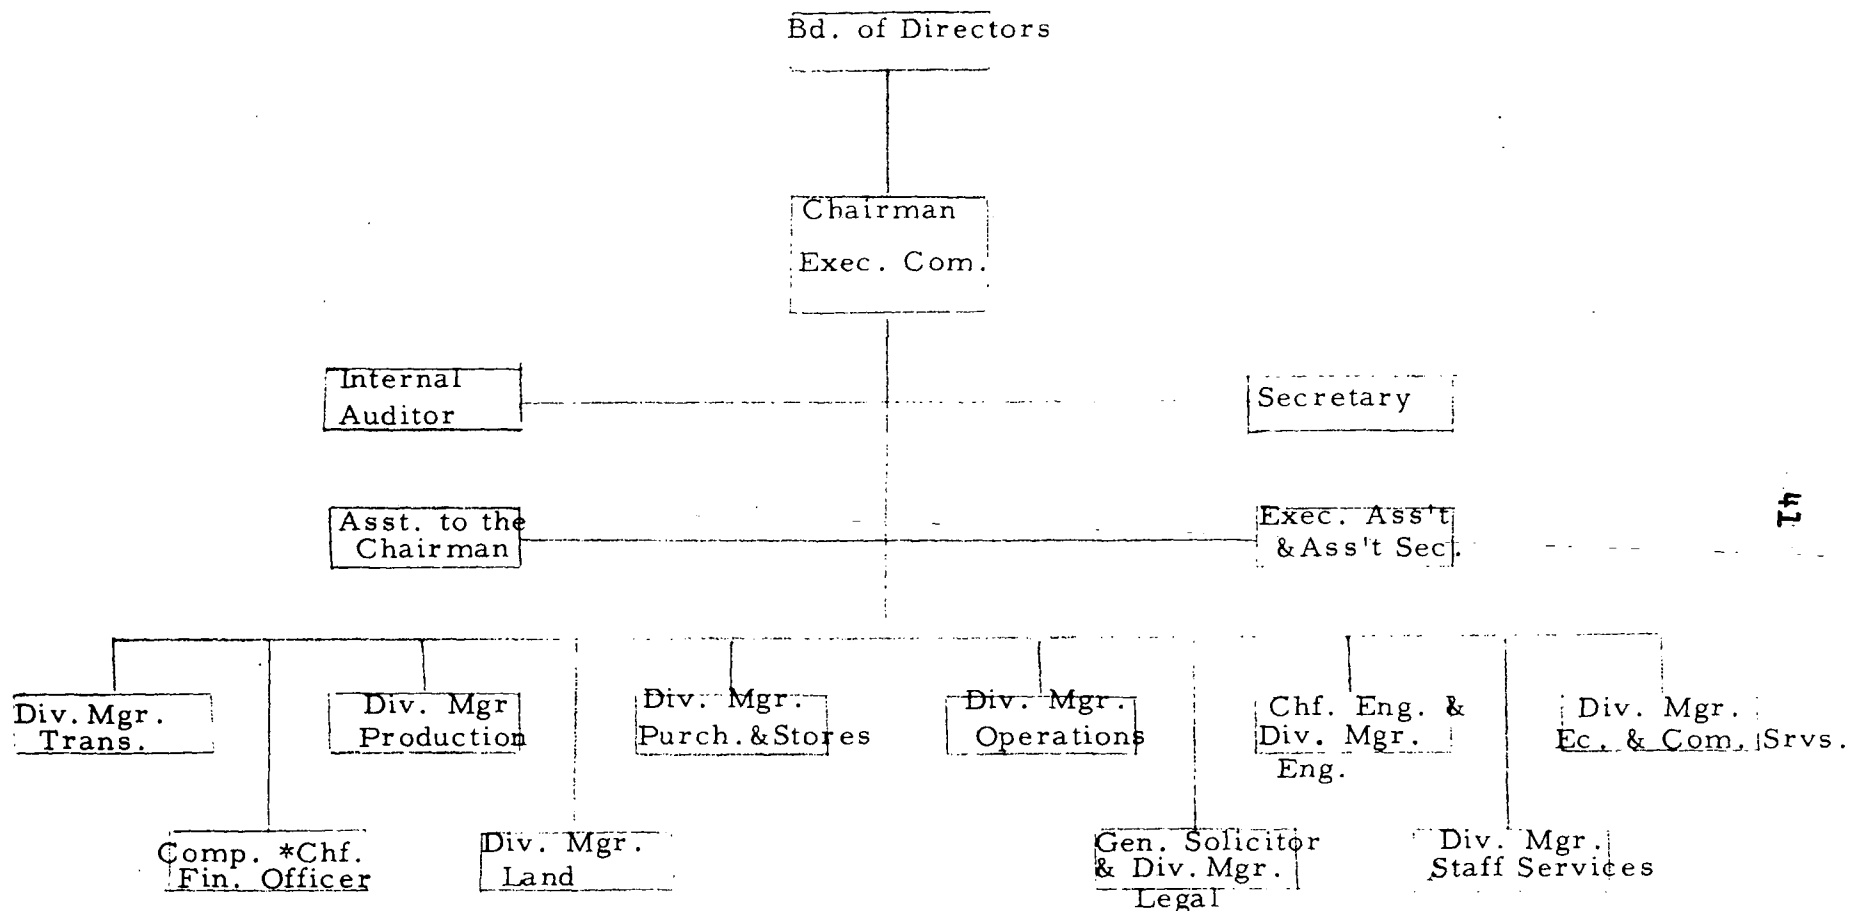 Bd. of Directors
Chairman
Exec. Com.
Internal
Auditor
Secretary
Asst. to the
Chairman
Exec. Ass't
&Ass't Sec.
41
Div.Mgr.
Trans.
Div. Mgr
Production
Div. Mgr.
Purch.&Stores
Div. Mgr.
Operations
Chf. Eng. &
Div. Mgr.
Eng.
Div. Mgr.
Ec. & Com. Srvs.
Comp. *Chf.
Fin. Officer
Div. Mgr.
Land
Gen. Solicitor
& Div.Mgr.
Legal
Div. Mgr.
Staff Services